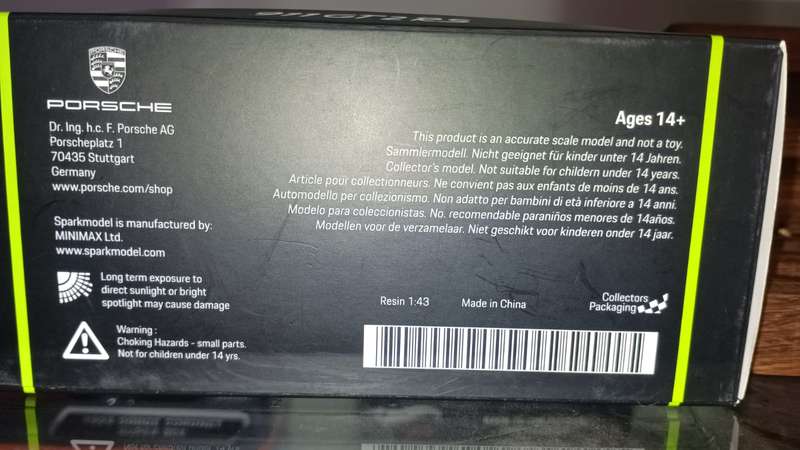 911 GT2 RS
PORSCHE
PORSCHE
Dr. Ing. h.c. F. Porsche AG
Porscheplatz 1
70435 Stuttgart
Germany
www.porsche.com/shop
Sparkmodel is manufactured by:
MINIMAX Ltd.
www.sparkmodel.com
Long term exposure to
direct sunlight or bright
spotlight may cause damage
Warning :
Choking Hazards - small parts.
Not for children under 14 yrs.
Ages 14+
This product is an accurate scale model and not a toy.
Sammlermodell. Nicht geeignet für kinder unter 14 Jahren.
Collector's model. Not suitable for childern under 14 years.
Article pour collectionneurs. Ne convient pas aux enfants de moins de 14 ans.
Automodello per collezionismo. Non adatto per bambini di età inferiore a 14 anni.
Modelo para coleccionistas. No. recomendable paraniños menores de 14años.
Modellen voor de verzamelaar. Niet geschikt voor kinderen onder 14 jaar.
Resin 1:43
Made in China
Collectors
Packaging